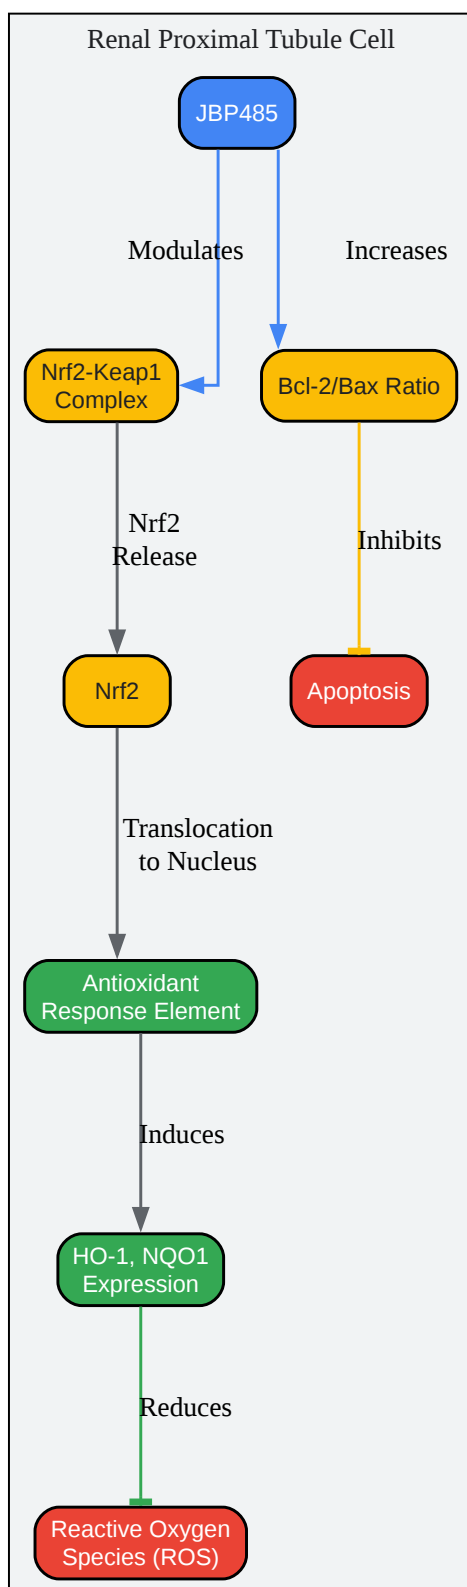 Renal Proximal Tubule Cell
JBP485
Modulates
Increases
Nrf2-Keap1
Complex
Bcl-2/Bax Ratio
Nrf2
Release
Inhibits
Nrf2
Apoptosis
Translocation
to Nucleus
Antioxidant
Response Element
Induces
HO-1, NQO1
Expression
Reduces
Reactive Oxygen
Species (ROS)